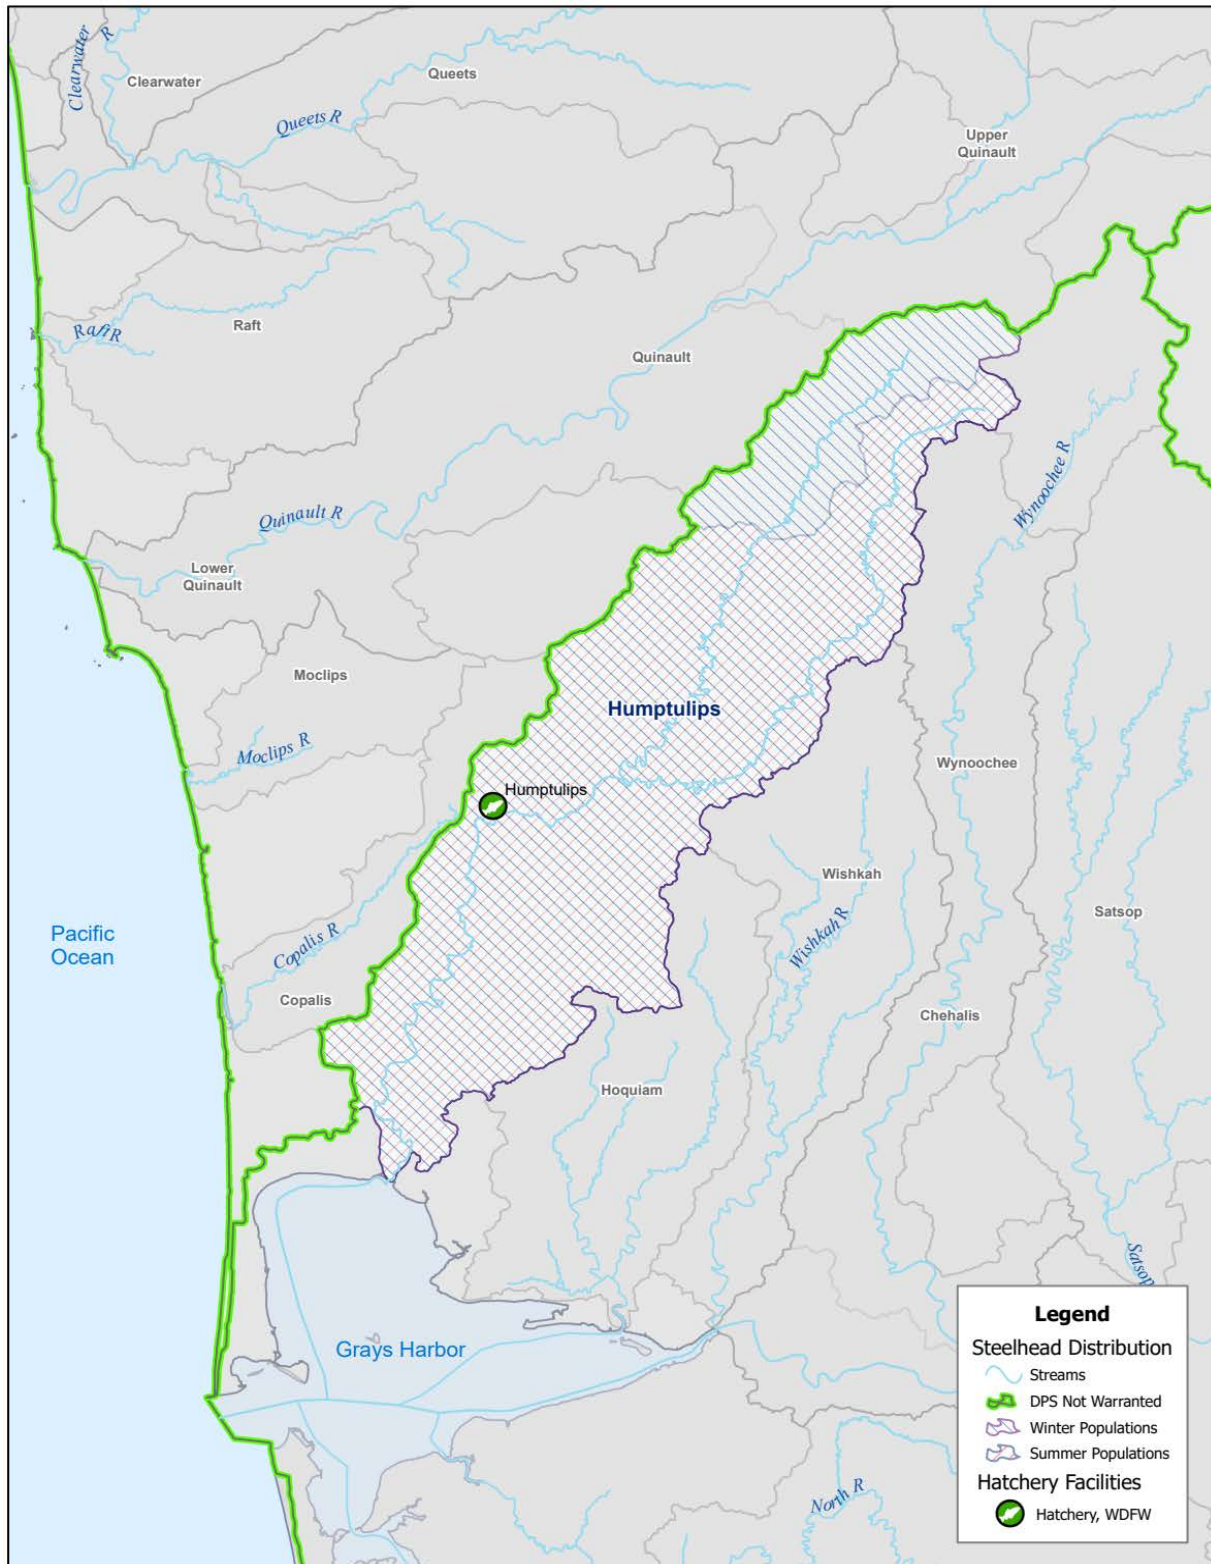 Clearwater
R
Clearwater
Queets
Queets R
Upper
Quinault
Raft R
Raft
Quinault
Wynoochee R
Quinault R
Lower
Quinault
Moclips
Humptulips
Moclips R
Wynoochee
Humptulips
Wishkah
Satsop
Pacific
Ocean
Copalis R
Wishkah R
Copalis
Chehalis
Hoquiam
Satsop
Grays Harbor
North R
Legend
Steelhead Distribution
Streams
DPS Not Warranted
Winter Populations
Summer Populations
Hatchery Facilities
Hatchery, WDFW